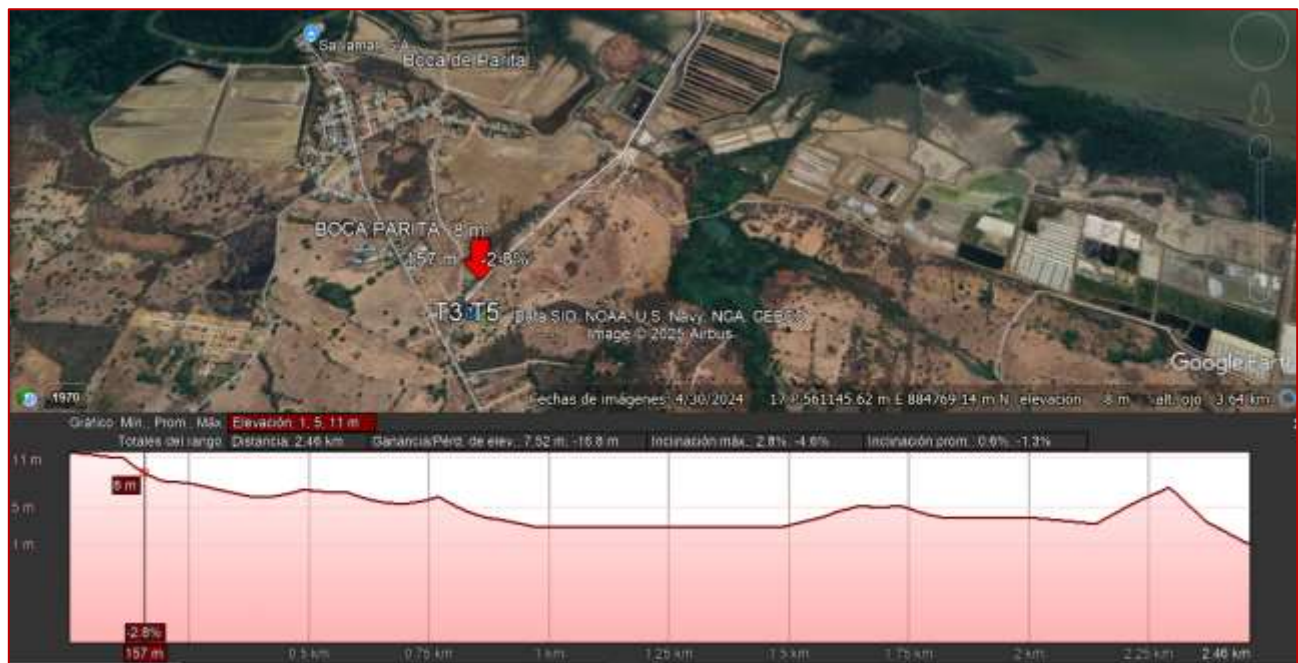 Salamar, S.A.
Boca de Parita
BOCA PARITA 8 m
157 m -2.8%
T3 T5
Data SIO, NOAA, U.S. Navy, NGA, GEBCO
Image © 2025 Airbus
Google Eart
1970
Fechas de imágenes: 4/30/2024 17 P 561145.62 m E 884769.14 m N elevación 8 m alt. ojo 3.64 km
Gráfico: Mín., Prom., Máx. Elevación: 1, 5, 11 m
Totales del rango: Distancia: 2.46 km Ganancia/Pérd. de elev.: 7.52 m, -16.8 m Inclinación máx.: 2.8%, -4.6% Inclinación prom.: 0.6%, -1.3%
11 m
8 m
5 m
1 m
-2.8%
157 m 0.5 km 0.75 km 1 km 1.25 km 1.5 km 1.75 km 2 km 2.25 km 2.46 km